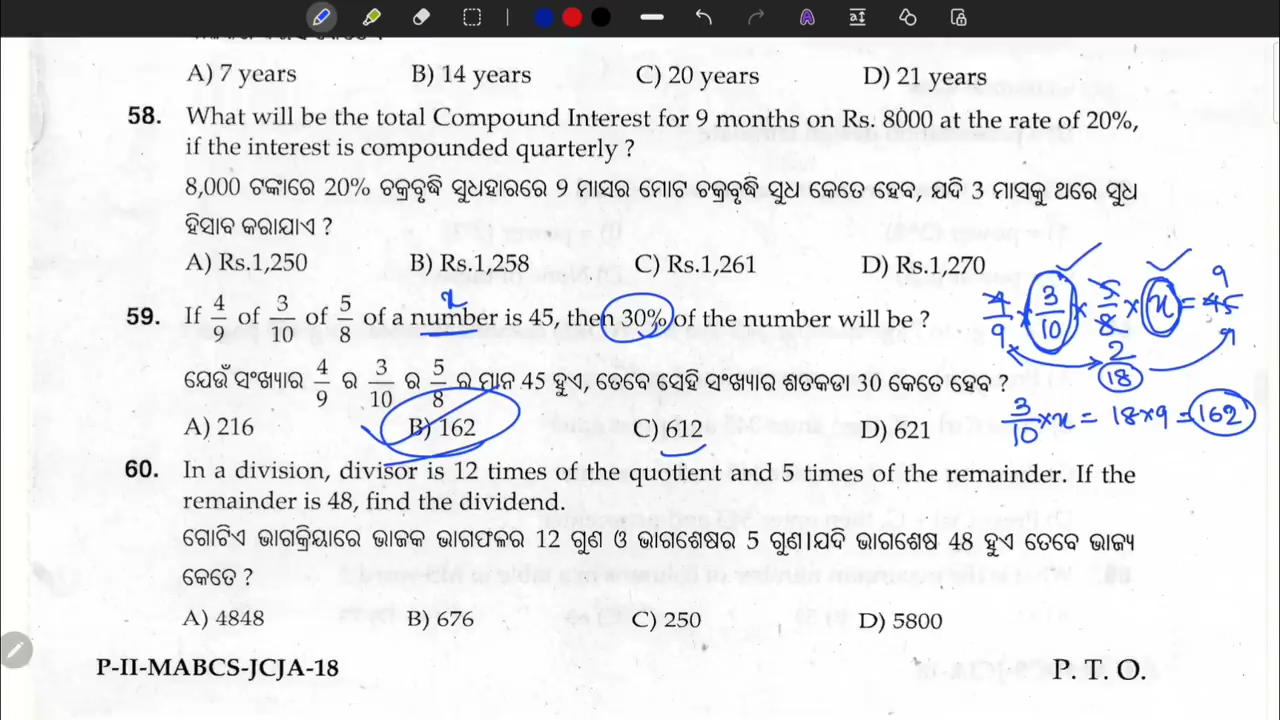 A) 7 years B) 14 years C) 20 years D) 21 years
58. What will be the total Compound Interest for 9 months on Rs. 8000 at the rate of 20%,
if the interest is compounded quarterly ?
8,000 ଟଙ୍କାରେ 20% ଚକ୍ରବୃଦ୍ଧି ସୁଧହାରରେ 9 ମାସର ମୋଟ ଚକ୍ରବୃଦ୍ଧି ସୁଧ କେତେ ହେବ, ଯଦି 3 ମାସକୁ ଥରେ ସୁଧ
ହିସାବ କରାଯାଏ ?
A) Rs.1,250 B) Rs.1,258 C) Rs.1,261 D) Rs.1,270
x
59. If 4/9 of 3/10 of 5/8 of a number is 45, then 30% of the number will be ?
4/9 × 3/10 × 5/8 × x = 45 9
9
2
18
ଯେଉଁ ସଂଖ୍ୟାର 4/9 ର 3/10 ର 5/8 ର ମାନ 45 ହୁଏ, ତେବେ ସେହି ସଂଖ୍ୟାର ଶତକଡା 30 କେତେ ହେବ ?
3/10 × x = 18 × 9 = 162
A) 216 B) 162 C) 612 D) 621
60. In a division, divisor is 12 times of the quotient and 5 times of the remainder. If the
remainder is 48, find the dividend.
ଗୋଟିଏ ଭାଗକ୍ରିୟାରେ ଭାଜକ ଭାଗଫଳର 12 ଗୁଣ ଓ ଭାଗଶେଷର 5 ଗୁଣ।ଯଦି ଭାଗଶେଷ 48 ହୁଏ ତେବେ ଭାଜ୍ୟ
କେତେ ?
A) 4848 B) 676 C) 250 D) 5800
P-II-MABCS-JCJA-18 P. T. O.